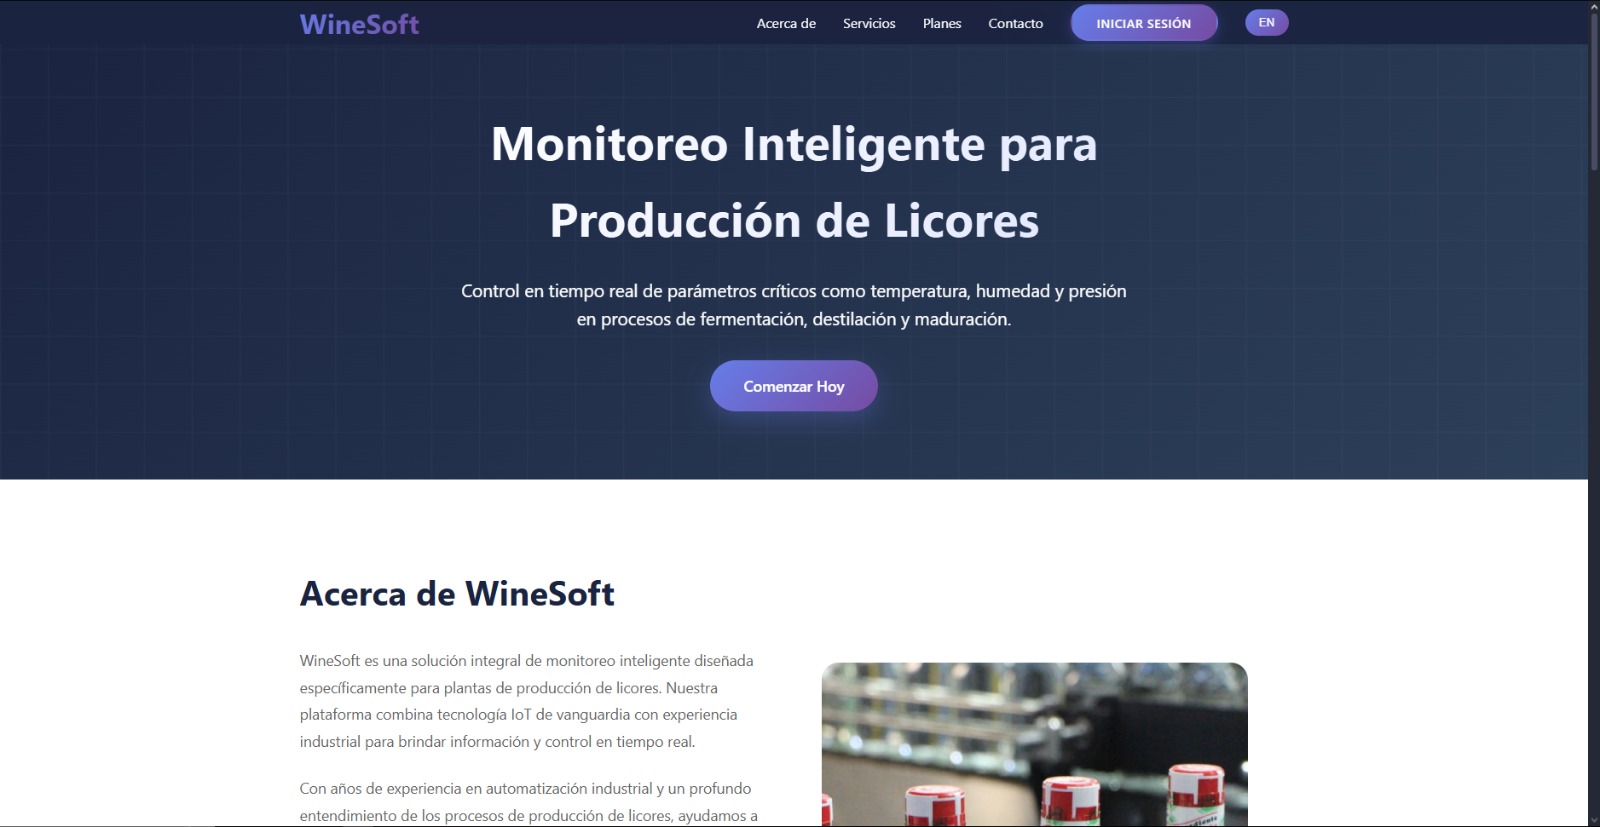 WineSoft
Acerca de
Servicios
Planes
Contacto
INICIAR SESIÓN
EN
Monitoreo Inteligente para
Producción de Licores
Control en tiempo real de parámetros críticos como temperatura, humedad y presión
en procesos de fermentación, destilación y maduración.
Comenzar Hoy
Acerca de WineSoft
WineSoft es una solución integral de monitoreo inteligente diseñada
específicamente para plantas de producción de licores. Nuestra
plataforma combina tecnología IoT de vanguardia con experiencia
industrial para brindar información y control en tiempo real.
Con años de experiencia en automatización industrial y un profundo
entendimiento de los procesos de producción de licores, ayudamos a